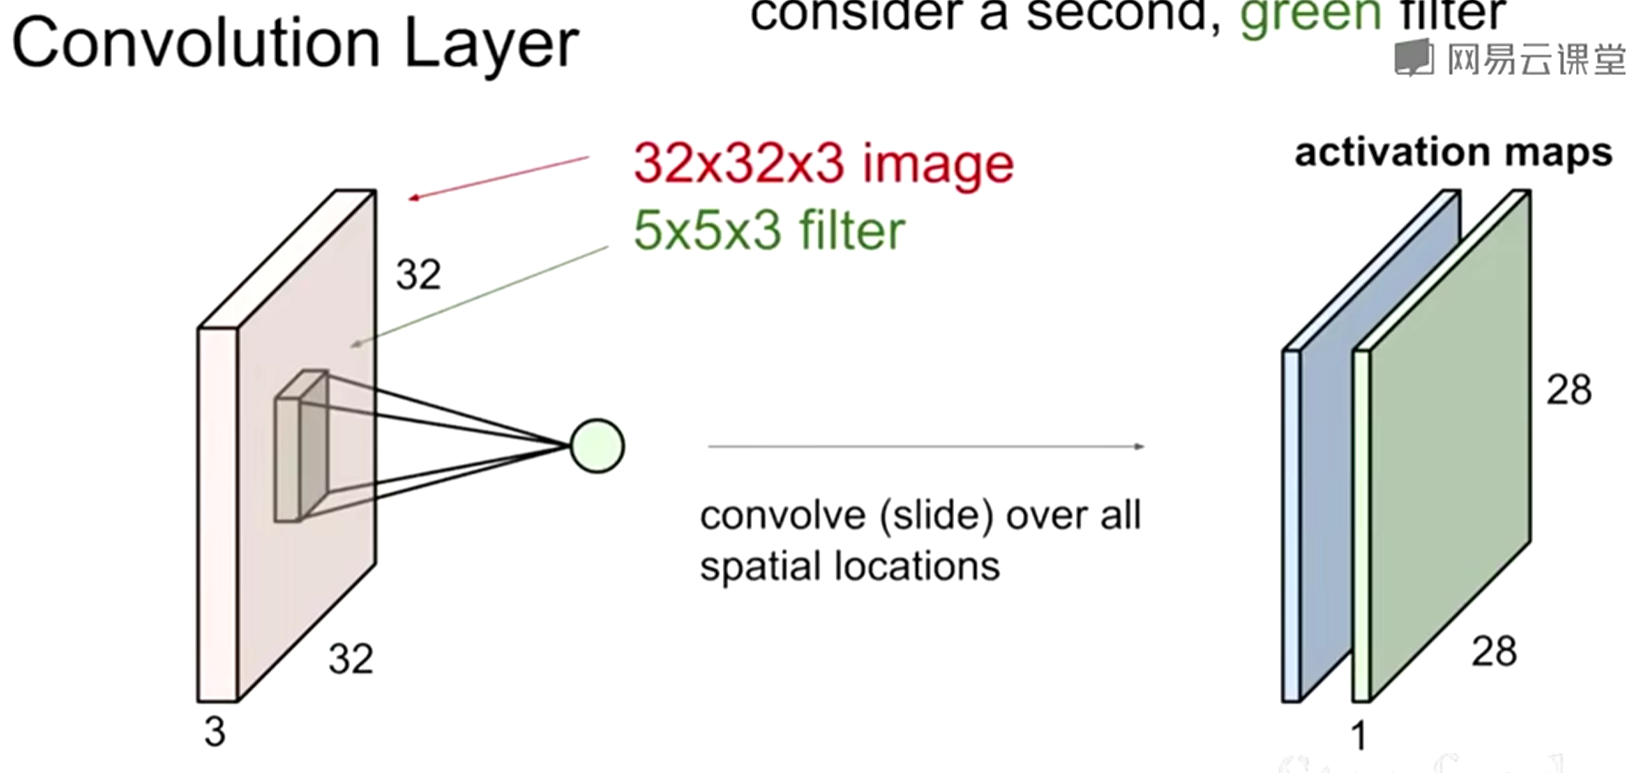 Convolution Layer
consider a second, green filter
网易云课堂
32x32x3 image
5x5x3 filter
activation maps
32
28
convolve (slide) over all
spatial locations
32
28
3
1